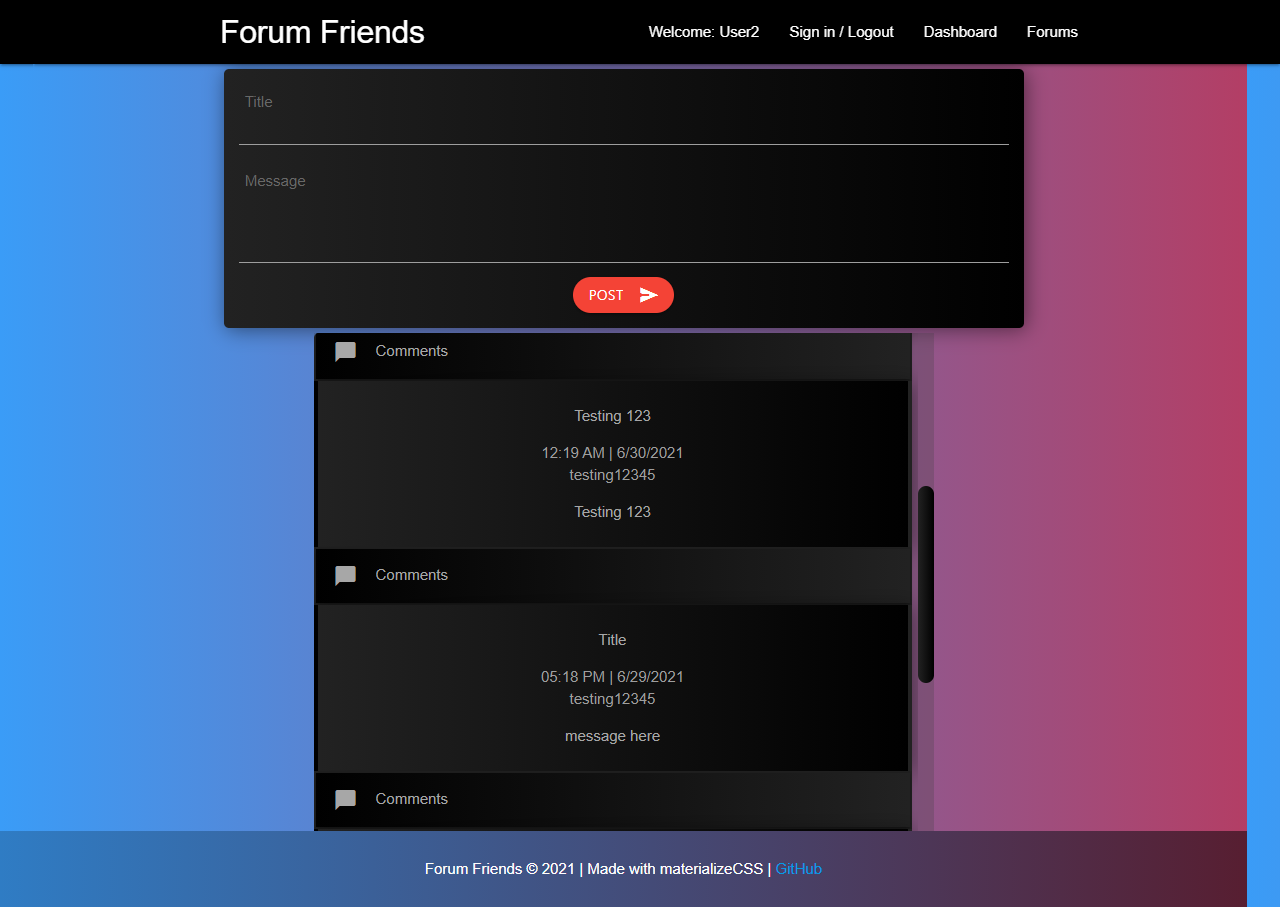 Forum Friends
Welcome: User2 Sign in / Logout Dashboard Forums
Title
Message
POST
Comments
Testing 123
12:19 AM | 6/30/2021
testing12345
Testing 123
Comments
Title
05:18 PM | 6/29/2021
testing12345
message here
Comments
Forum Friends © 2021 | Made with materializeCSS | GitHub